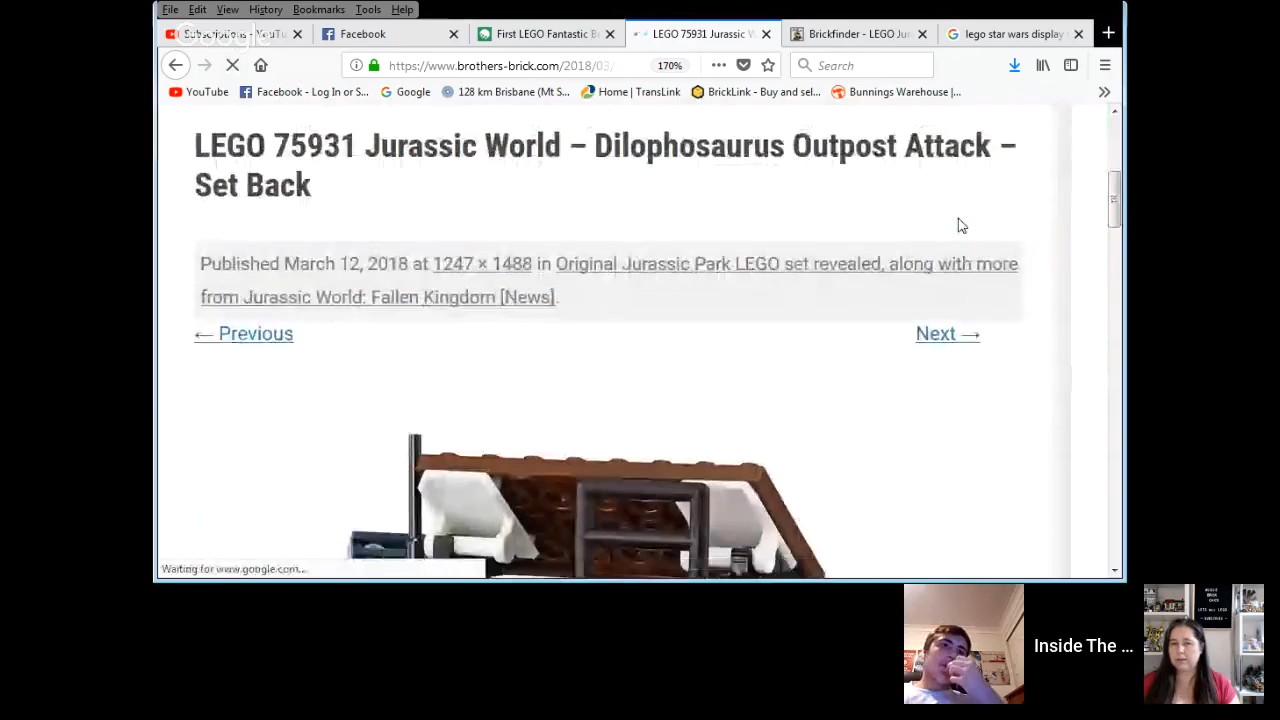 File Edit View History Bookmarks Tools Help
Google
Subscriptions - YouTu
Facebook
First LEGO Fantastic B
LEGO 75931 Jurassic W
Brickfinder - LEGO Jur
lego star wars display
https://www.brothers-brick.com/2018/03/
170%
Search
YouTube
Facebook - Log In or S...
Google
128 km Brisbane (Mt S...
Home | TransLink
BrickLink - Buy and sel...
Bunnings Warehouse |...
LEGO 75931 Jurassic World – Dilophosaurus Outpost Attack –
Set Back
Published March 12, 2018 at 1247 × 1488 in Original Jurassic Park LEGO set revealed, along with more
from Jurassic World: Fallen Kingdom [News].
← Previous
Next →
Waiting for www.google.com...
Inside The ...